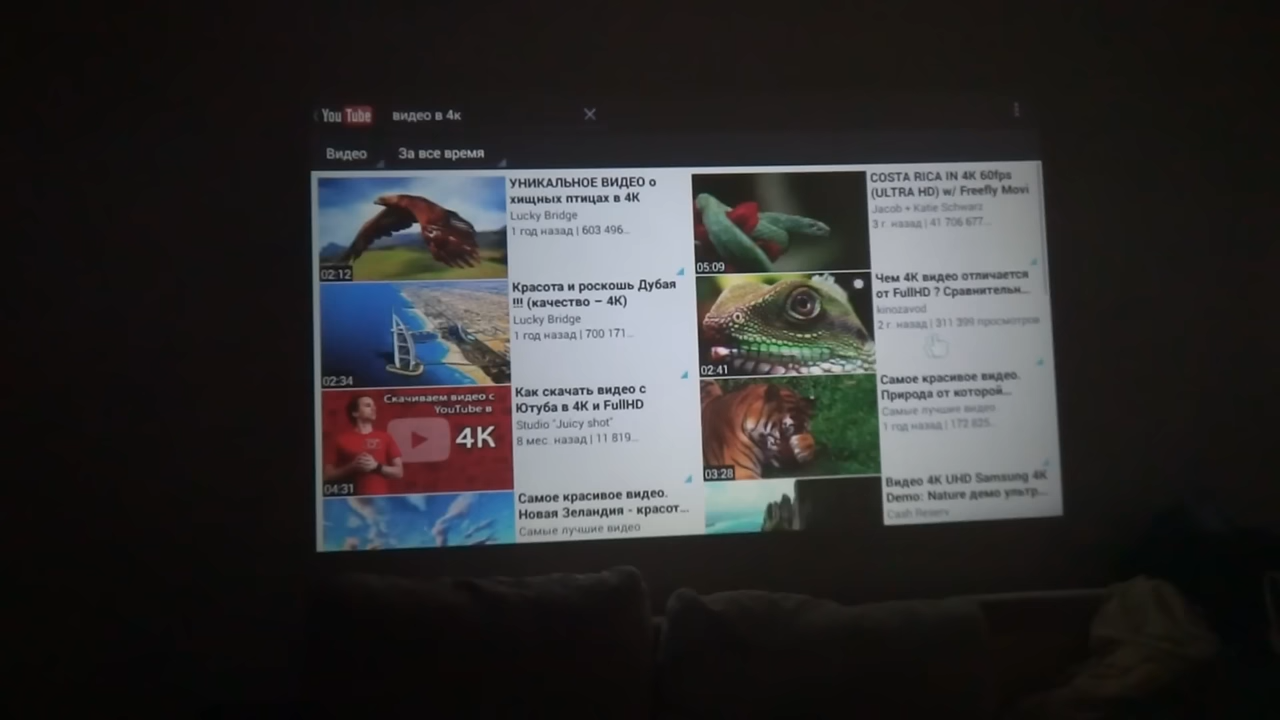 YouTube
видео в 4к
Видео
За все время
УНИКАЛЬНОЕ ВИДЕО о
хищных птицах в 4K
Lucky Bridge
1 год назад | 603 496...
02:12
Красота и роскошь Дубая
!!! (качество – 4K)
Lucky Bridge
1 год назад | 700 171...
02:34
Скачиваем видео с
YouTube в
4K
04:31
Как скачать видео с
Ютуба в 4K и FullHD
Studio "Juicy shot"
8 мес. назад | 11 819...
Самое красивое видео.
Новая Зеландия - красот...
Самые лучшие видео
COSTA RICA IN 4K 60fps
(ULTRA HD) w/ Freefly Movi
Jacob + Katie Schwarz
3 г. назад | 41 706 677...
05:09
Чем 4K видео отличается
от FullHD ? Сравнительн...
kinozavod
2 г. назад | 311 399 просмотров
02:41
Самое красивое видео.
Природа от которой...
Самые лучшие видео
1 год назад | 172 825...
03:28
Видео 4K UHD Samsung 4K
Demo: Nature демо ультр...
Cash Reserv